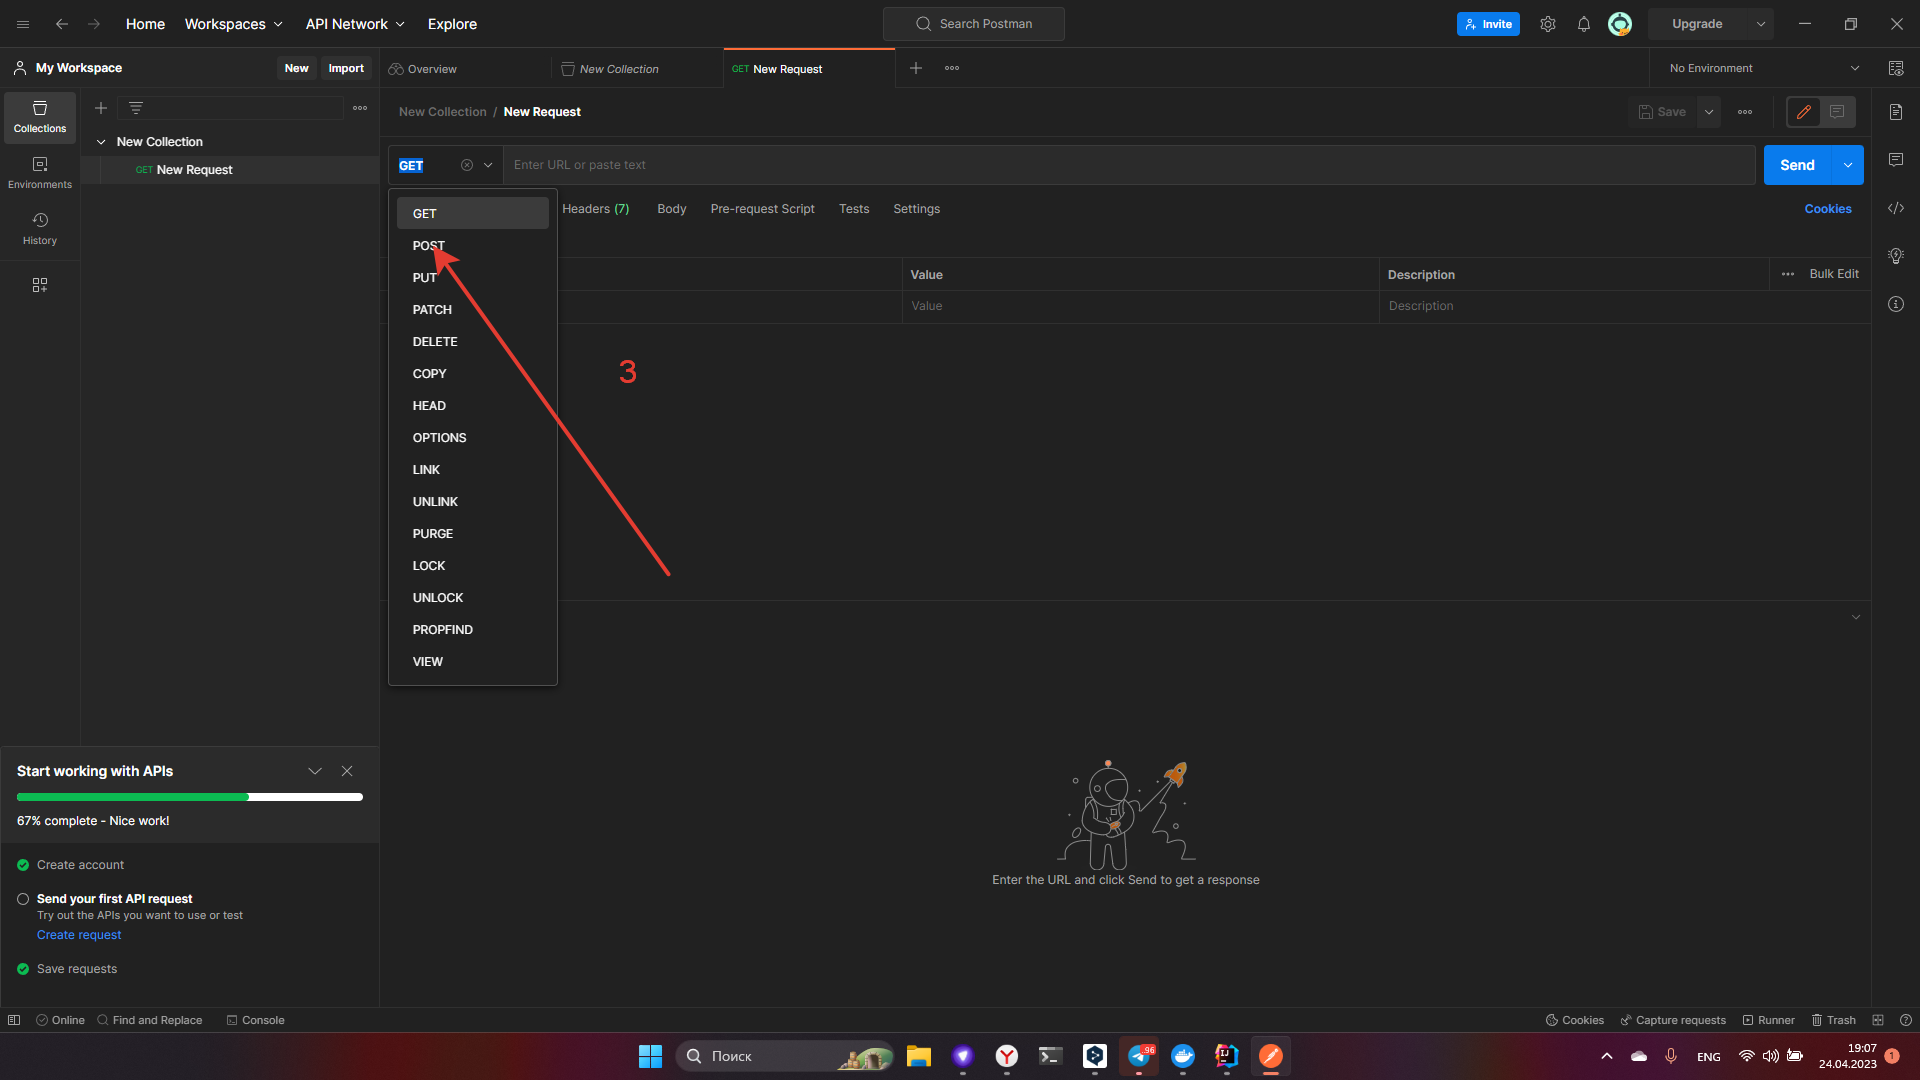 Home
Workspaces
API Network
Explore
Search Postman
Invite
Upgrade
My Workspace
New
Import
Overview
New Collection
GET New Request
No Environment
Collections
Environments
History
New Collection
GET New Request
New Collection / New Request
Save
GET
Enter URL or paste text
Send
Headers (7)
Body
Pre-request Script
Tests
Settings
Cookies
Value
Description
Bulk Edit
Value
Description
GET
POST
PUT
PATCH
DELETE
COPY
HEAD
OPTIONS
LINK
UNLINK
PURGE
LOCK
UNLOCK
PROPFIND
VIEW
3
Enter the URL and click Send to get a response
Start working with APIs
67% complete - Nice work!
Create account
Send your first API request
Try out the APIs you want to use or test
Create request
Save requests
Online
Find and Replace
Console
Cookies
Capture requests
Runner
Trash
Поиск
96
ENG
19:07
24.04.2023
1